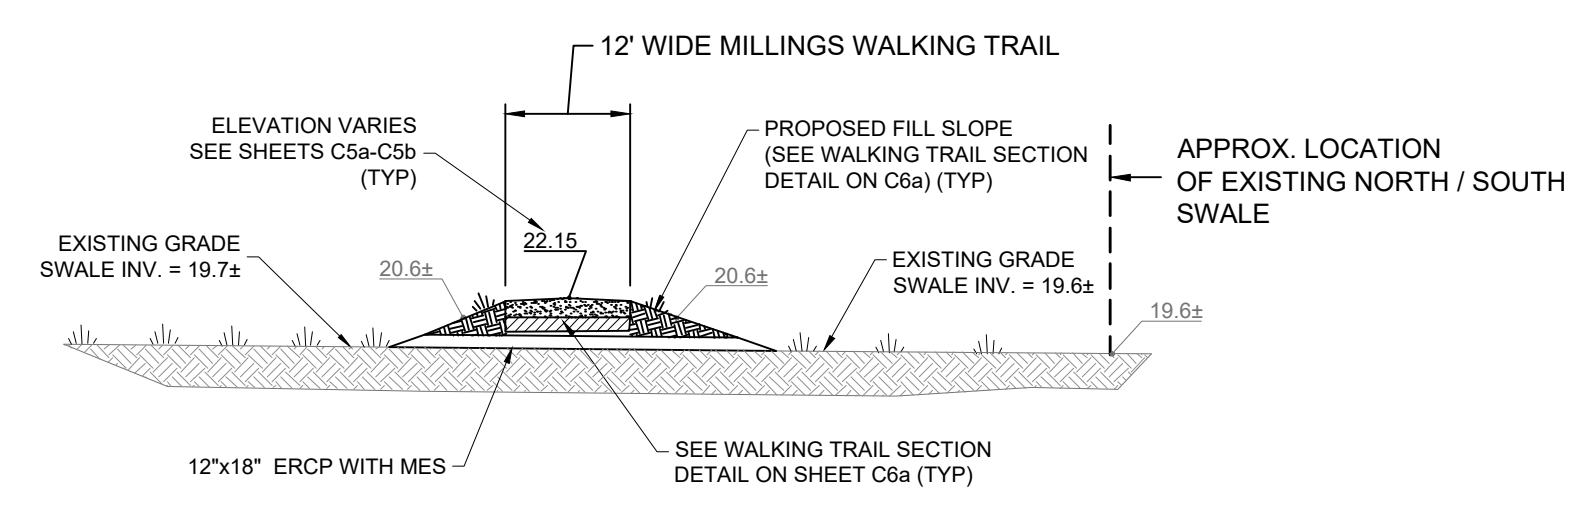 12' WIDE MILLINGS WALKING TRAIL
ELEVATION VARIES
SEE SHEETS C5a-C5b
(TYP)
PROPOSED FILL SLOPE
(SEE WALKING TRAIL SECTION
DETAIL ON C6a) (TYP)
APPROX. LOCATION
OF EXISTING NORTH / SOUTH
SWALE
EXISTING GRADE
SWALE INV. = 19.7±
20.6±
22.15
20.6±
EXISTING GRADE
SWALE INV. = 19.6±
19.6±
12"x18" ERCP WITH MES
SEE WALKING TRAIL SECTION
DETAIL ON SHEET C6a (TYP)